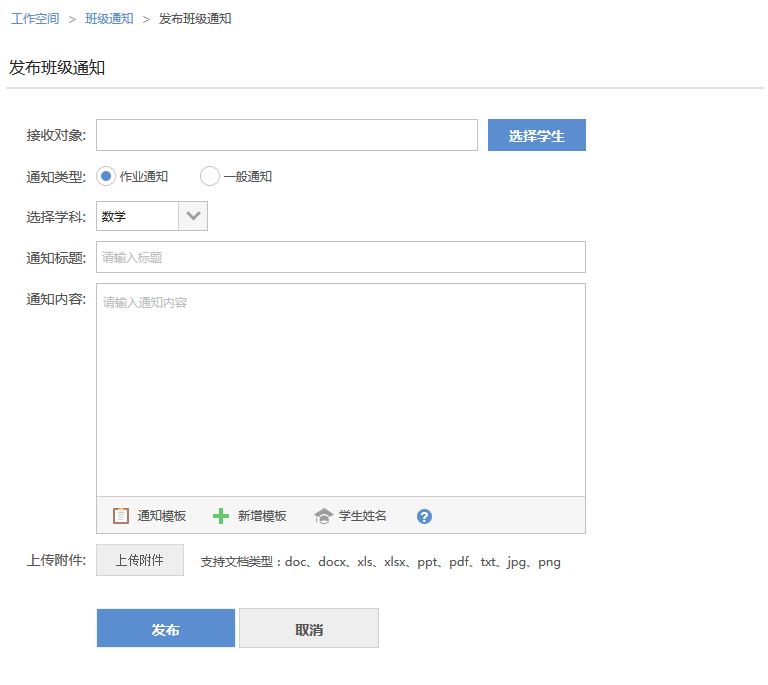 工作空间 > 班级通知 > 发布班级通知
发布班级通知
接收对象: 选择学生
通知类型: 作业通知 一般通知
选择学科: 数学
通知标题: 请输入标题
通知内容: 请输入通知内容
通知模板 新增模板 学生姓名 ?
上传附件: 上传附件 支持文档类型：doc、docx、xls、xlsx、ppt、pdf、txt、jpg、png
发布 取消